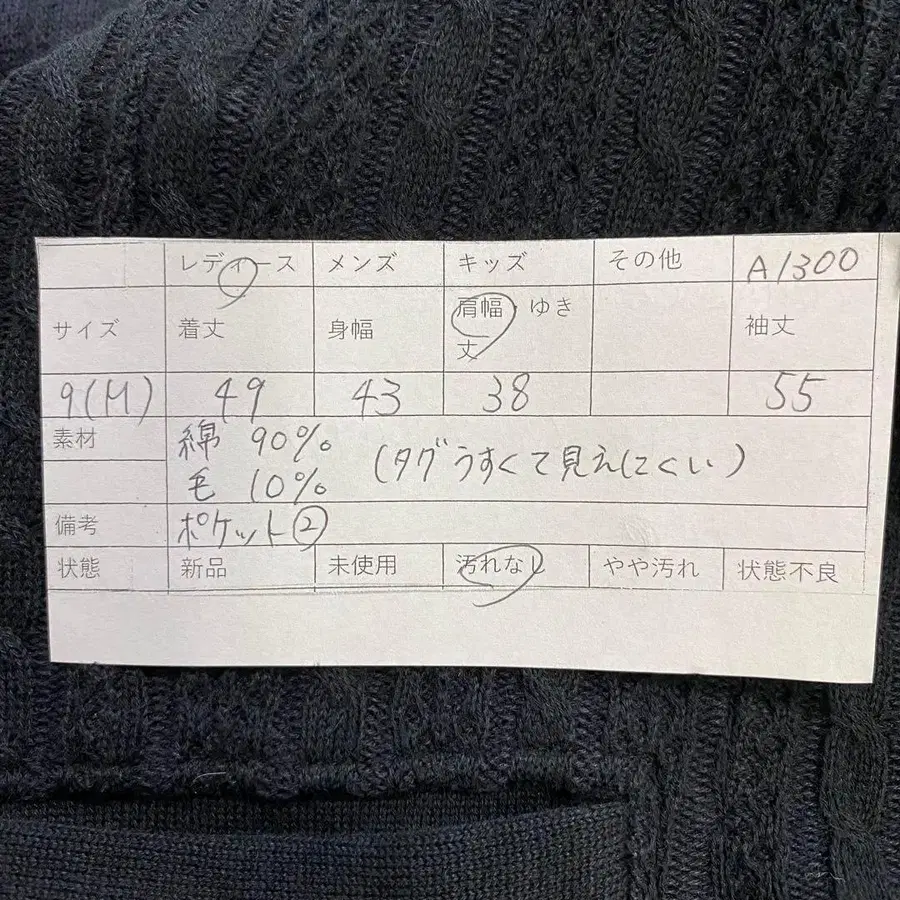 レディース メンズ キッズ その他 A1300
サイズ 着丈 身幅 肩幅・ゆき丈 袖丈
9(M) 49 43 38 55
素材 綿 90%
毛 10% (タグうすくて見えにくい)
備考 ポケット②
状態 新品 未使用 汚れなし やや汚れ 状態不良